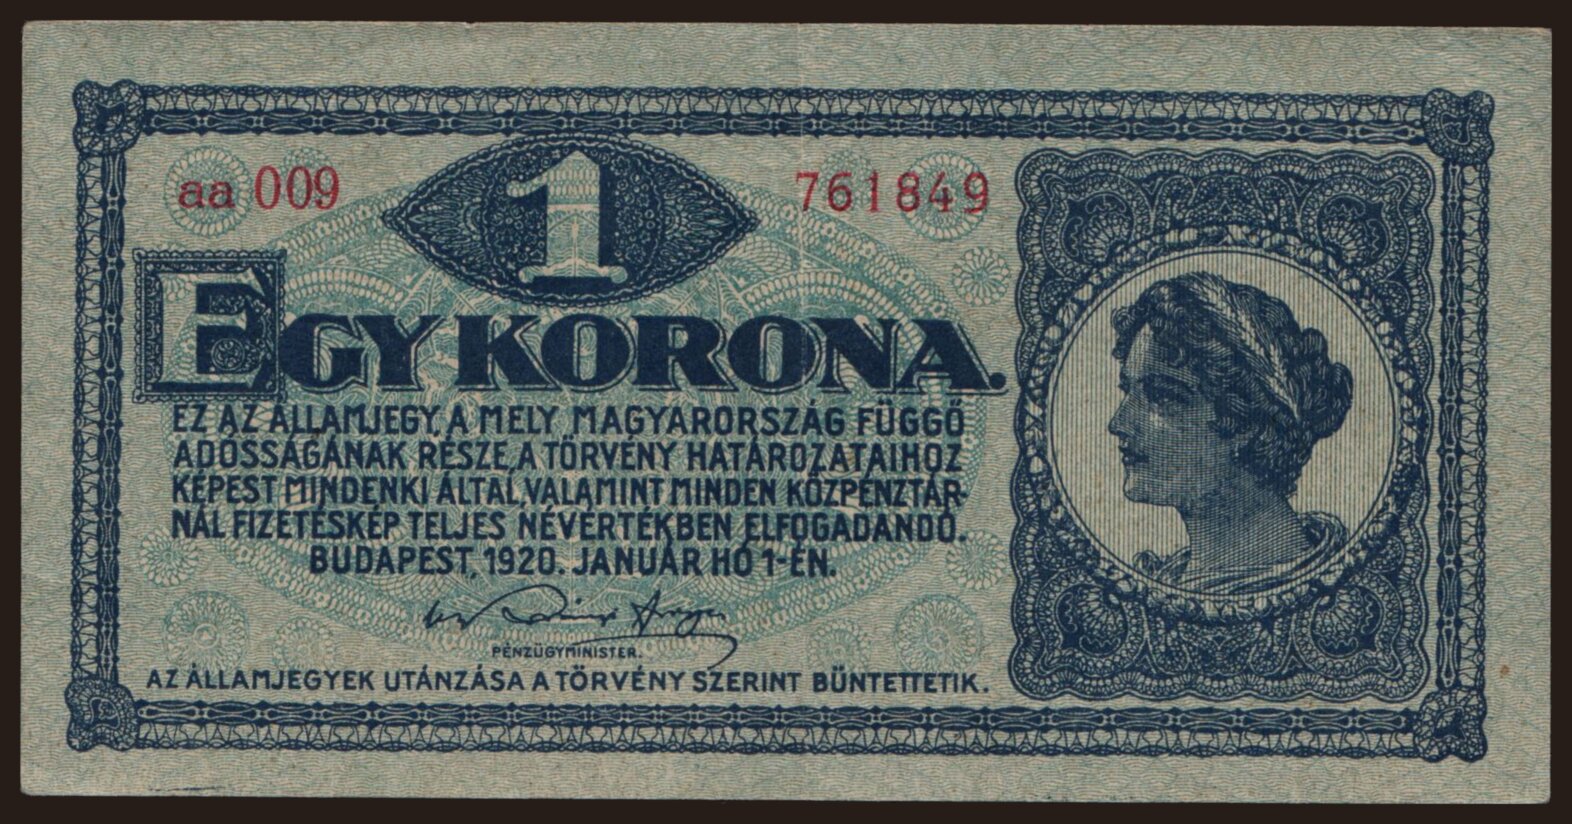 aa 009
1
761849
EGY KORONA.
EZ AZ ÁLLAMJEGY, A MELY MAGYARORSZÁG FÜGGŐ
ADÓSSÁGÁNAK RÉSZE, A TÖRVÉNY HATÁROZATAIHOZ
KÉPEST MINDENKI ÁLTAL, VALAMINT MINDEN KÖZPÉNZTÁR-
NÁL FIZETÉSKÉP TELJES NÉVÉRTÉKBEN ELFOGADANDÓ.
BUDAPEST, 1920. JANUÁR HÓ 1-ÉN.
PÉNZÜGYMINISTER.
AZ ÁLLAMJEGYEK UTÁNZÁSA A TÖRVÉNY SZERINT BÜNTETTETIK.